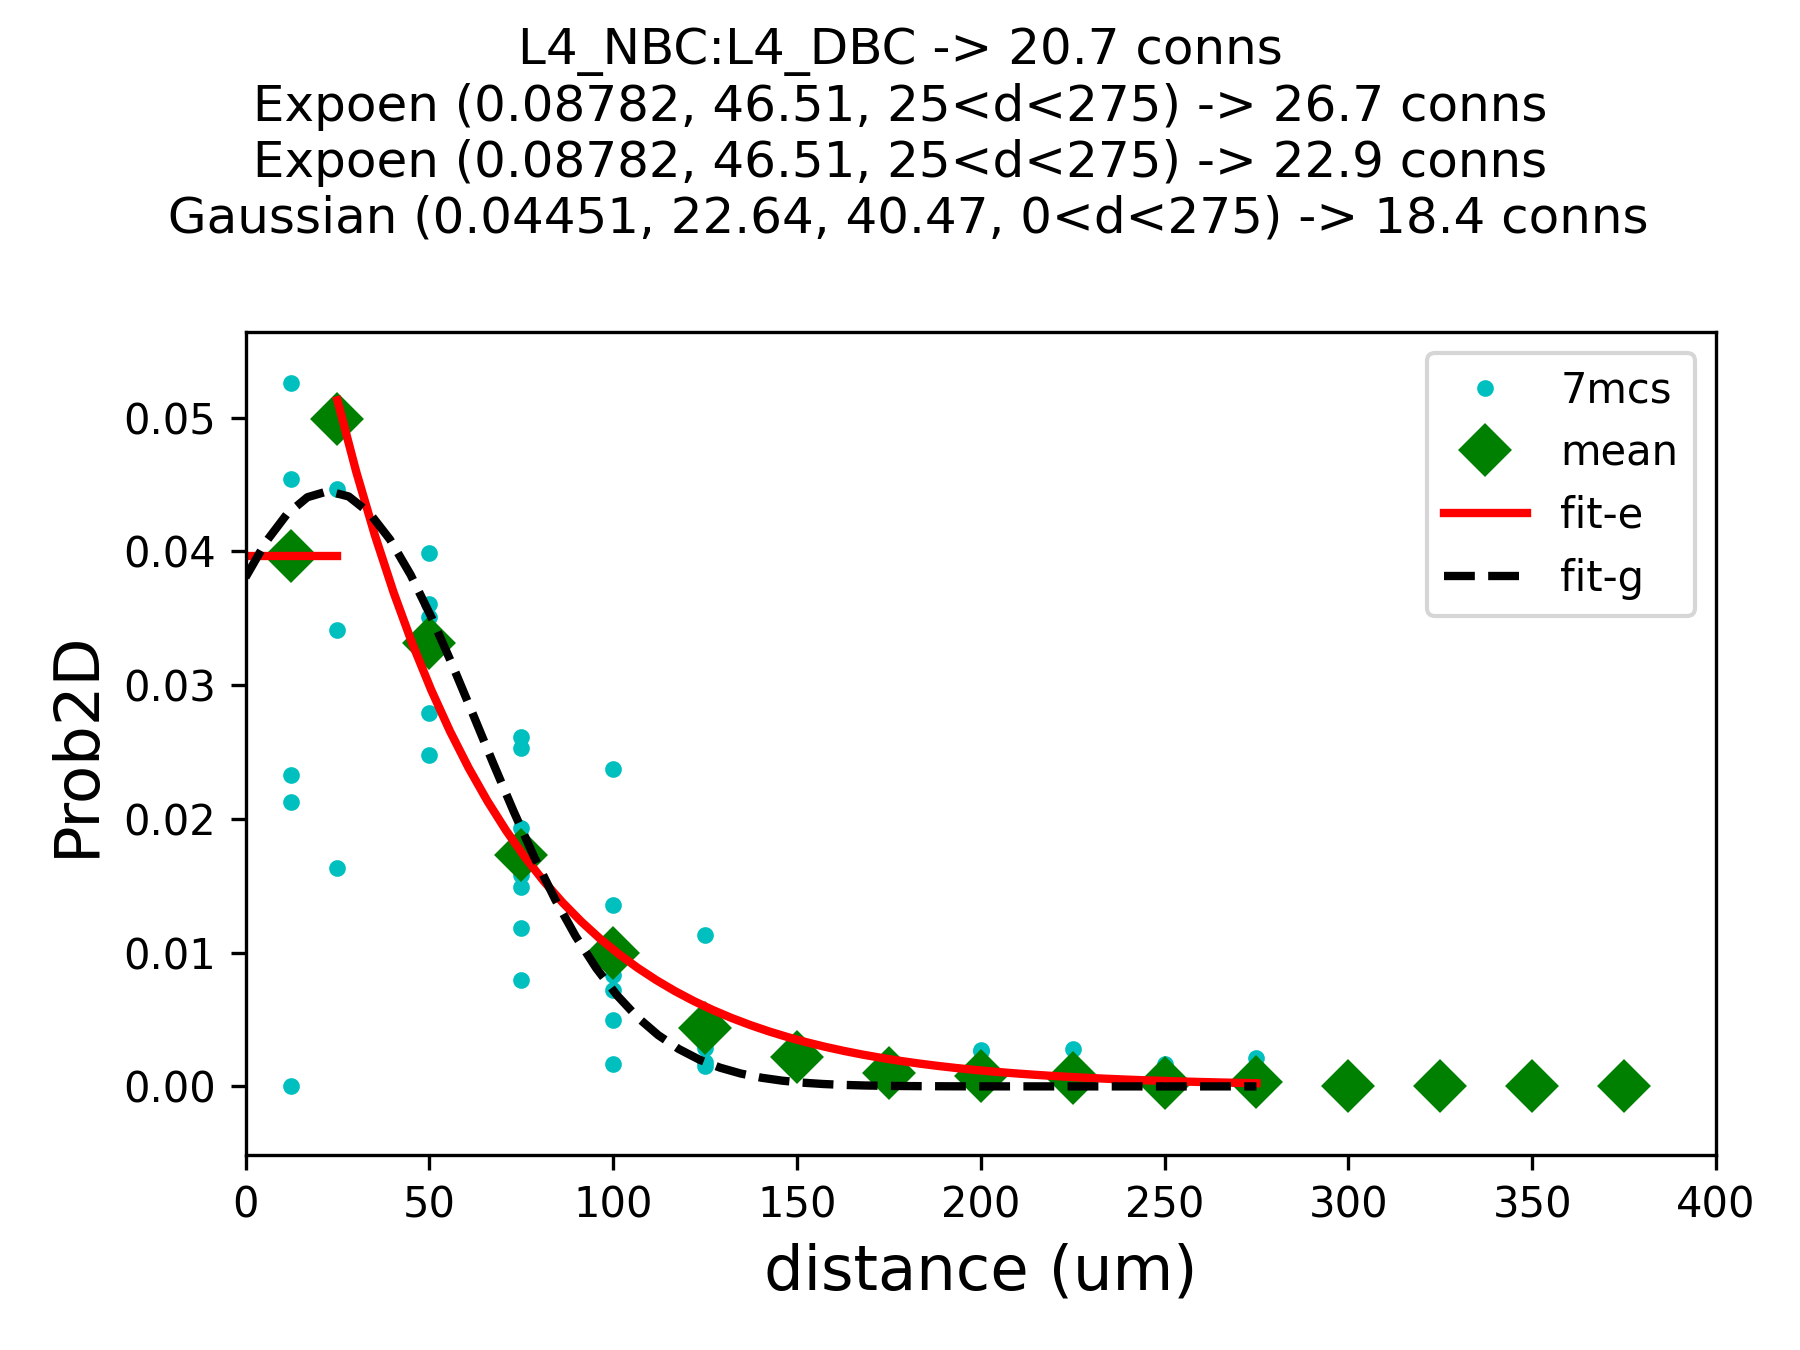 L4_NBC:L4_DBC -> 20.7 conns
Expoen (0.08782, 46.51, 25<d<275) -> 26.7 conns
Expoen (0.08782, 46.51, 25<d<275) -> 22.9 conns
Gaussian (0.04451, 22.64, 40.47, 0<d<275) -> 18.4 conns
7mcs
mean
fit-e
fit-g
Prob2D
0.05
0.04
0.03
0.02
0.01
0.00
0 50 100 150 200 250 300 350 400
distance (um)